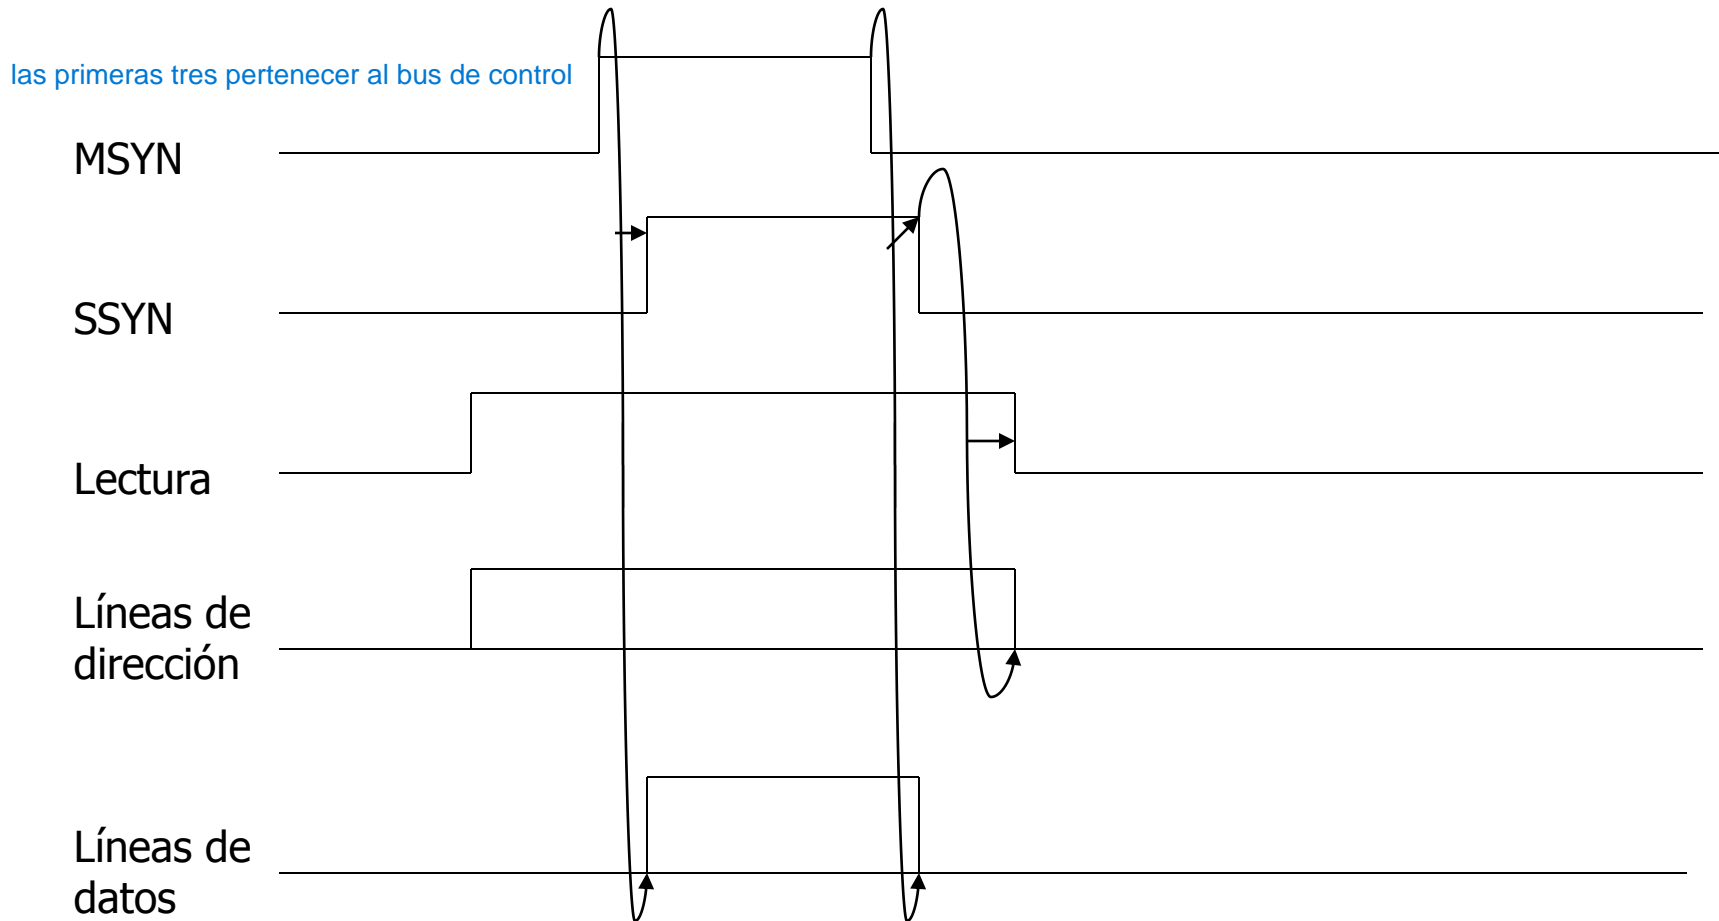 las primeras tres pertenecer al bus de control
MSYN
SSYN
Lectura
Líneas de
dirección
Líneas de
datos